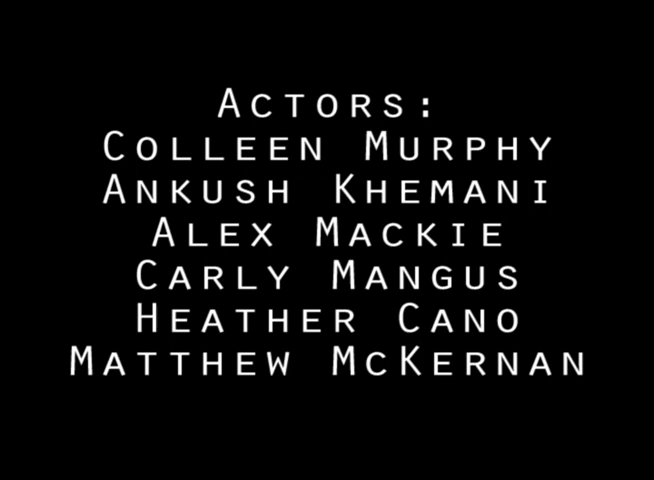 Actors:
Colleen Murphy
Ankush Khemani
Alex Mackie
Carly Mangus
Heather Cano
Matthew McKernan